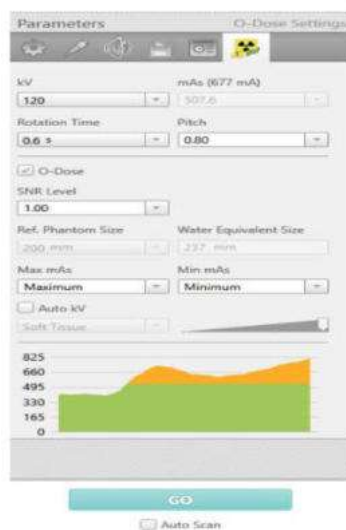 Parameters O-Dose Settings
kV mAs (677 mA)
120 507.6
Rotation Time Pitch
0.6 s 0.80
O-Dose
SNR Level
1.00
Ref. Phantom Size Water Equivalent Size
200 mm 237 mm
Max mAs Min mAs
Maximum Minimum
Auto kV
Soft Tissue
825
660
495
330
165
0
GO
Auto Scan